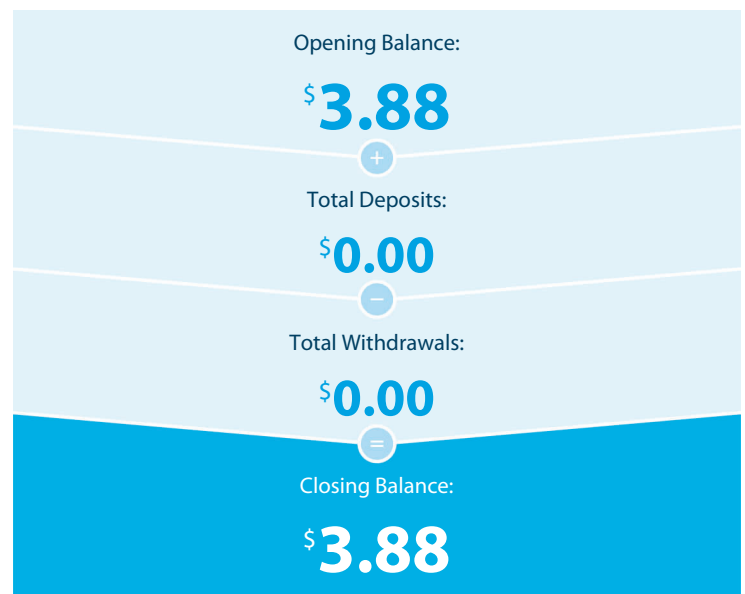 Opening Balance:
$3.88
+
Total Deposits:
$0.00
−
Total Withdrawals:
$0.00
=
Closing Balance:
$3.88